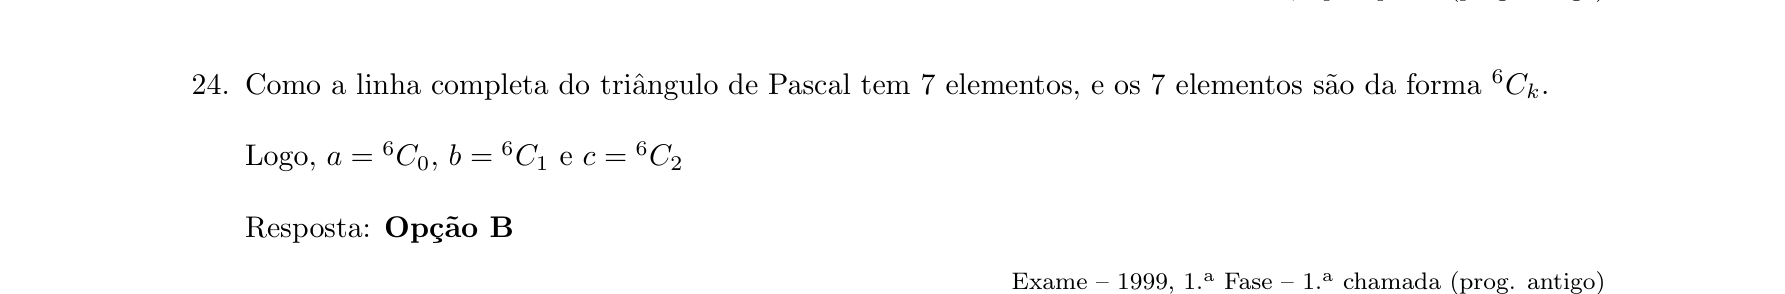 24. Como a linha completa do triângulo de Pascal tem 7 elementos, e os 7 elementos são da forma ⁶Cₖ.
Logo, a = ⁶C₀, b = ⁶C₁ e c = ⁶C₂
Resposta: Opção B
Exame – 1999, 1.ª Fase – 1.ª chamada (prog. antigo)